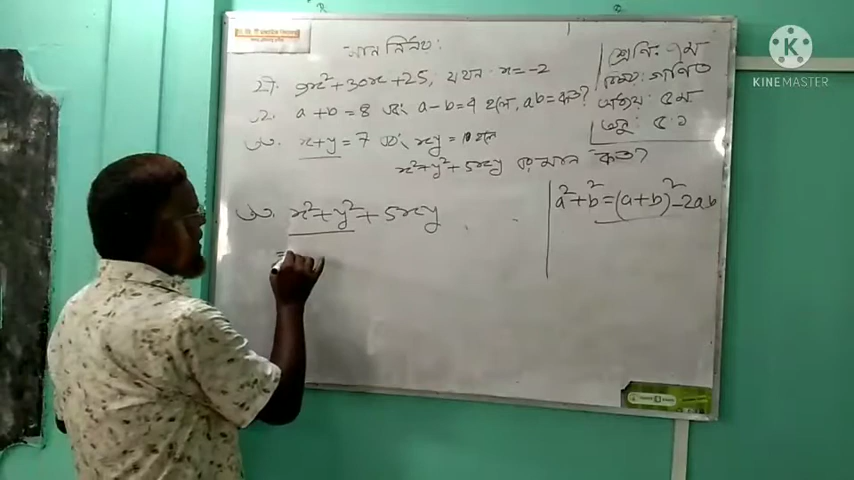 মান নির্ণয়:
১। 9x²+30x+25, যখন x=-2
২. a+b=8 এবং a-b=4 হলে, ab=কত?
৩. x+y=7 এবং xy=10 হলে
x²+y²+5xy এর মান কত?
শ্রেণি: ৭ম
বিষয়: গণিত
অধ্যায়: ৫ম
অনু: ৫.১
৩. x²+y²+5xy
a²+b²=(a+b)²-2ab
K
KINEMASTER